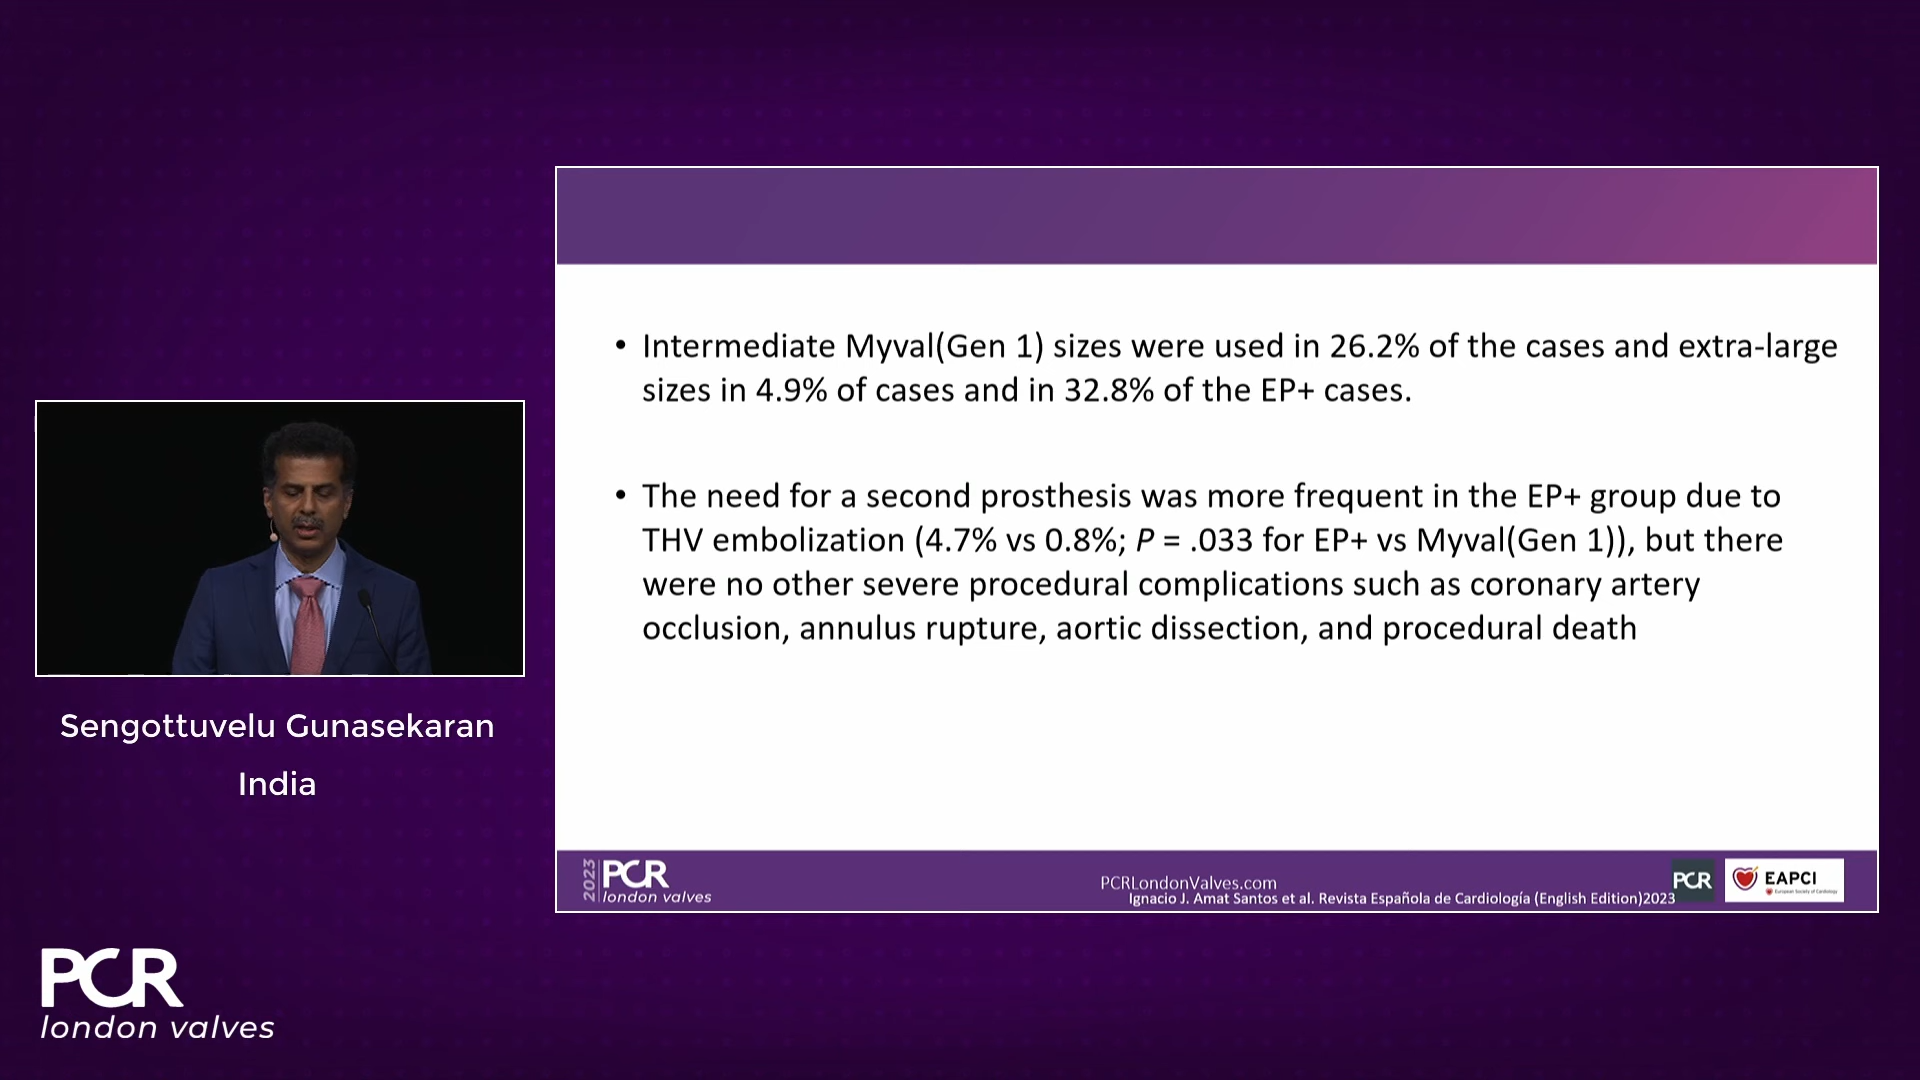 • Intermediate Myval(Gen 1) sizes were used in 26.2% of the cases and extra-large
sizes in 4.9% of cases and in 32.8% of the EP+ cases.
• The need for a second prosthesis was more frequent in the EP+ group due to
THV embolization (4.7% vs 0.8%; P = .033 for EP+ vs Myval(Gen 1)), but there
were no other severe procedural complications such as coronary artery
occlusion, annulus rupture, aortic dissection, and procedural death
Sengottuvelu Gunasekaran
India
2023
PCR
london valves
PCRLondonValves.com
Ignacio J. Amat Santos et al. Revista Española de Cardiología (English Edition)2023
PCR
EAPCI
European Society of Cardiology
PCR
london valves